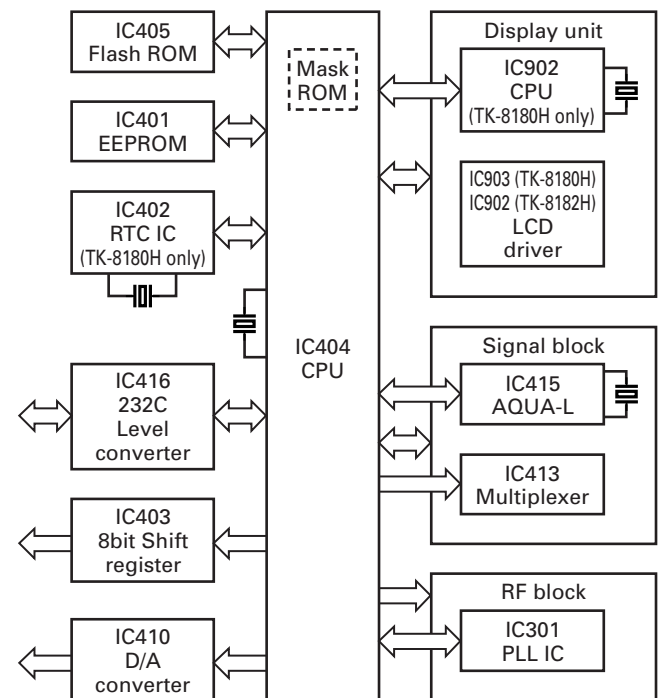 IC405
Flash ROM
IC401
EEPROM
IC402
RTC IC
(TK-8180H only)
IC416
232C
Level
converter
IC403
8bit Shift
register
IC410
D/A
converter
Mask
ROM
IC404
CPU
Display unit
IC902
CPU
(TK-8180H only)
IC903 (TK-8180H)
IC902 (TK-8182H)
LCD
driver
Signal block
IC415
AQUA-L
IC413
Multiplexer
RF block
IC301
PLL IC